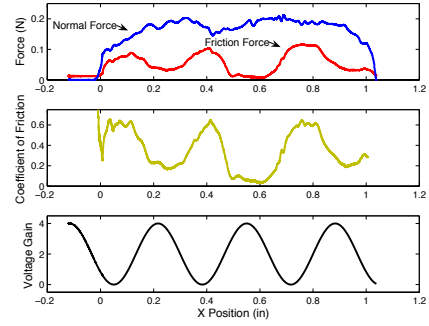 0.2
0.1
0
Force (N)
Normal Force
Friction Force
−0.2 0 0.2 0.4 0.6 0.8 1 1.2
0.6
0.4
0.2
0
Coefficient of Friction
−0.2 0 0.2 0.4 0.6 0.8 1 1.2
4
2
0
Voltage Gain
−0.2 0 0.2 0.4 0.6 0.8 1 1.2
X Position (in)